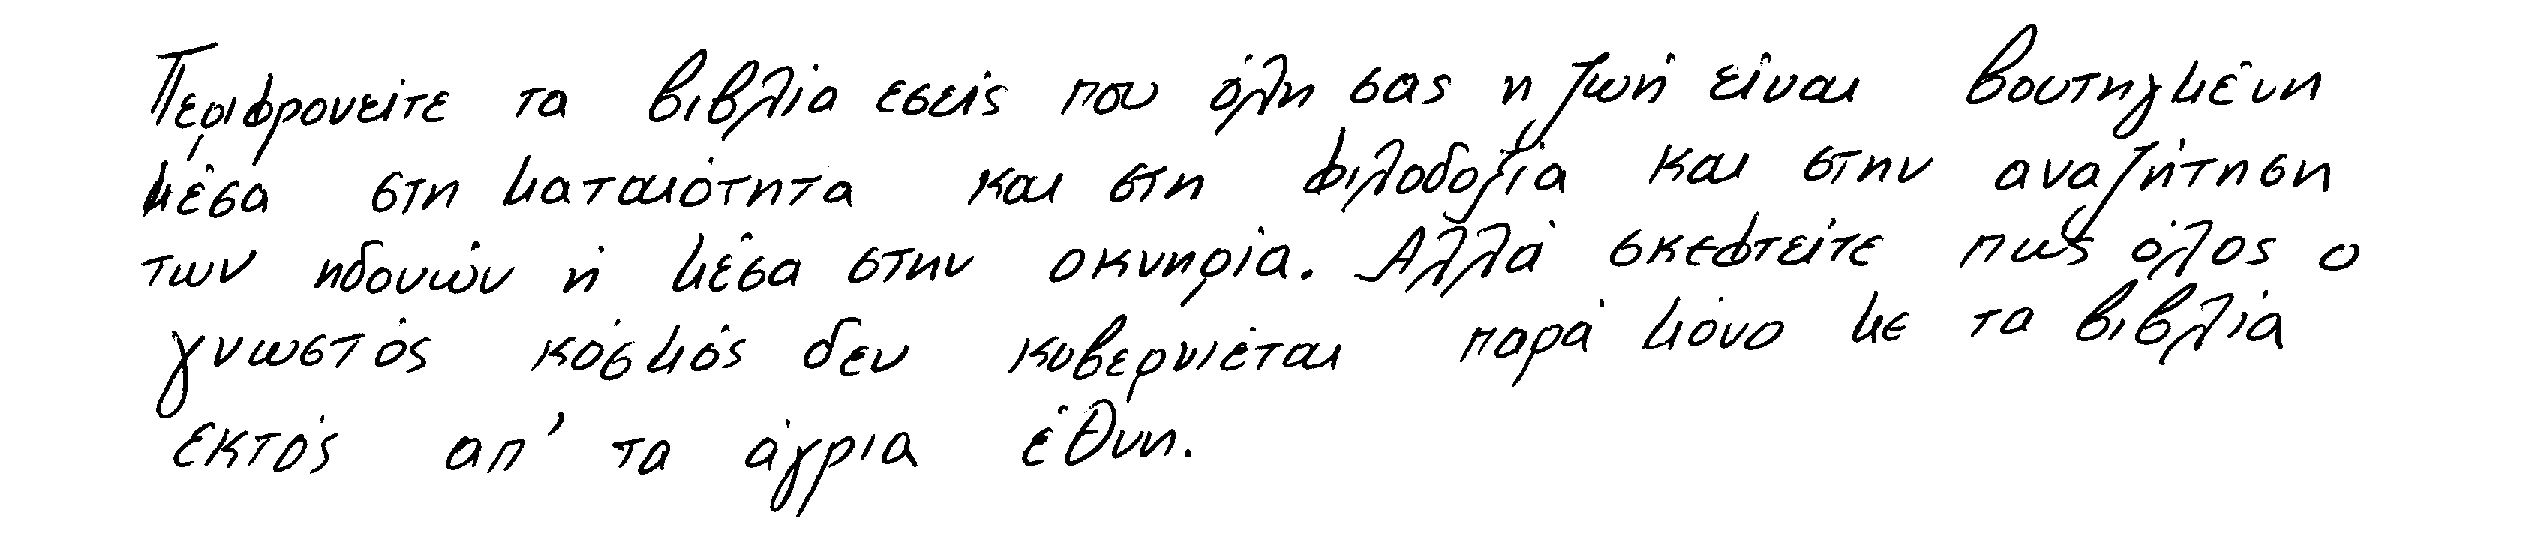 Περιφρονείτε τα βιβλία εσείς που όλη σας η ζωή είναι βουτηγμένη
μέσα στη ματαιότητα και στη φιλοδοξία και στην αναζήτηση
των ηδονών ή μέσα στην οκνηρία. Αλλά σκεφτείτε πως όλος ο
γνωστός κόσμός δεν κυβερνιέται παρά μόνο με τα βιβλία
εκτός απ' τα άγρια έθνη.